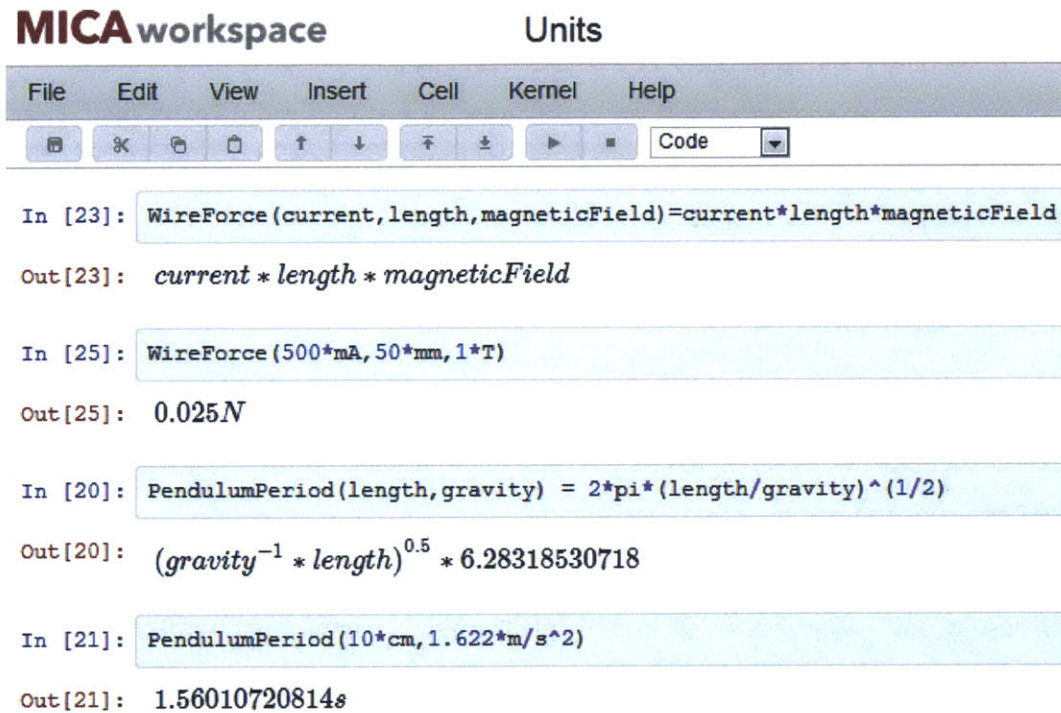 MICA workspace Units
File Edit View Insert Cell Kernel Help
Code
In [23]: WireForce(current,length,magneticField)=current*length*magneticField
Out[23]: current * length * magneticField
In [25]: WireForce(500*mA,50*mm,1*T)
Out[25]: 0.025N
In [20]: PendulumPeriod(length,gravity) = 2*pi*(length/gravity)^(1/2)
Out[20]: (gravity⁻¹ * length)^0.5 * 6.28318530718
In [21]: PendulumPeriod(10*cm,1.622*m/s^2)
Out[21]: 1.56010720814s